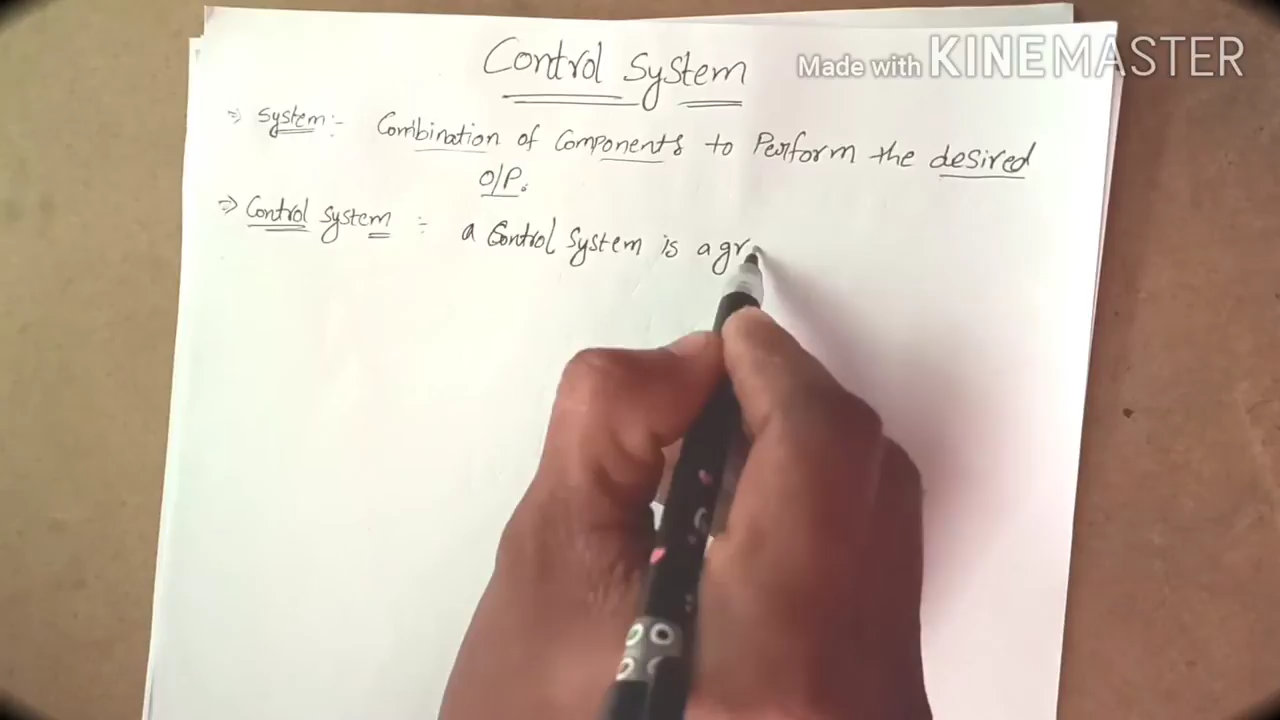 Control System
Made with KINEMASTER
⇒ System:- Combination of Components to Perform the desired
O/P.
⇒ Control System :- a Control System is a gr